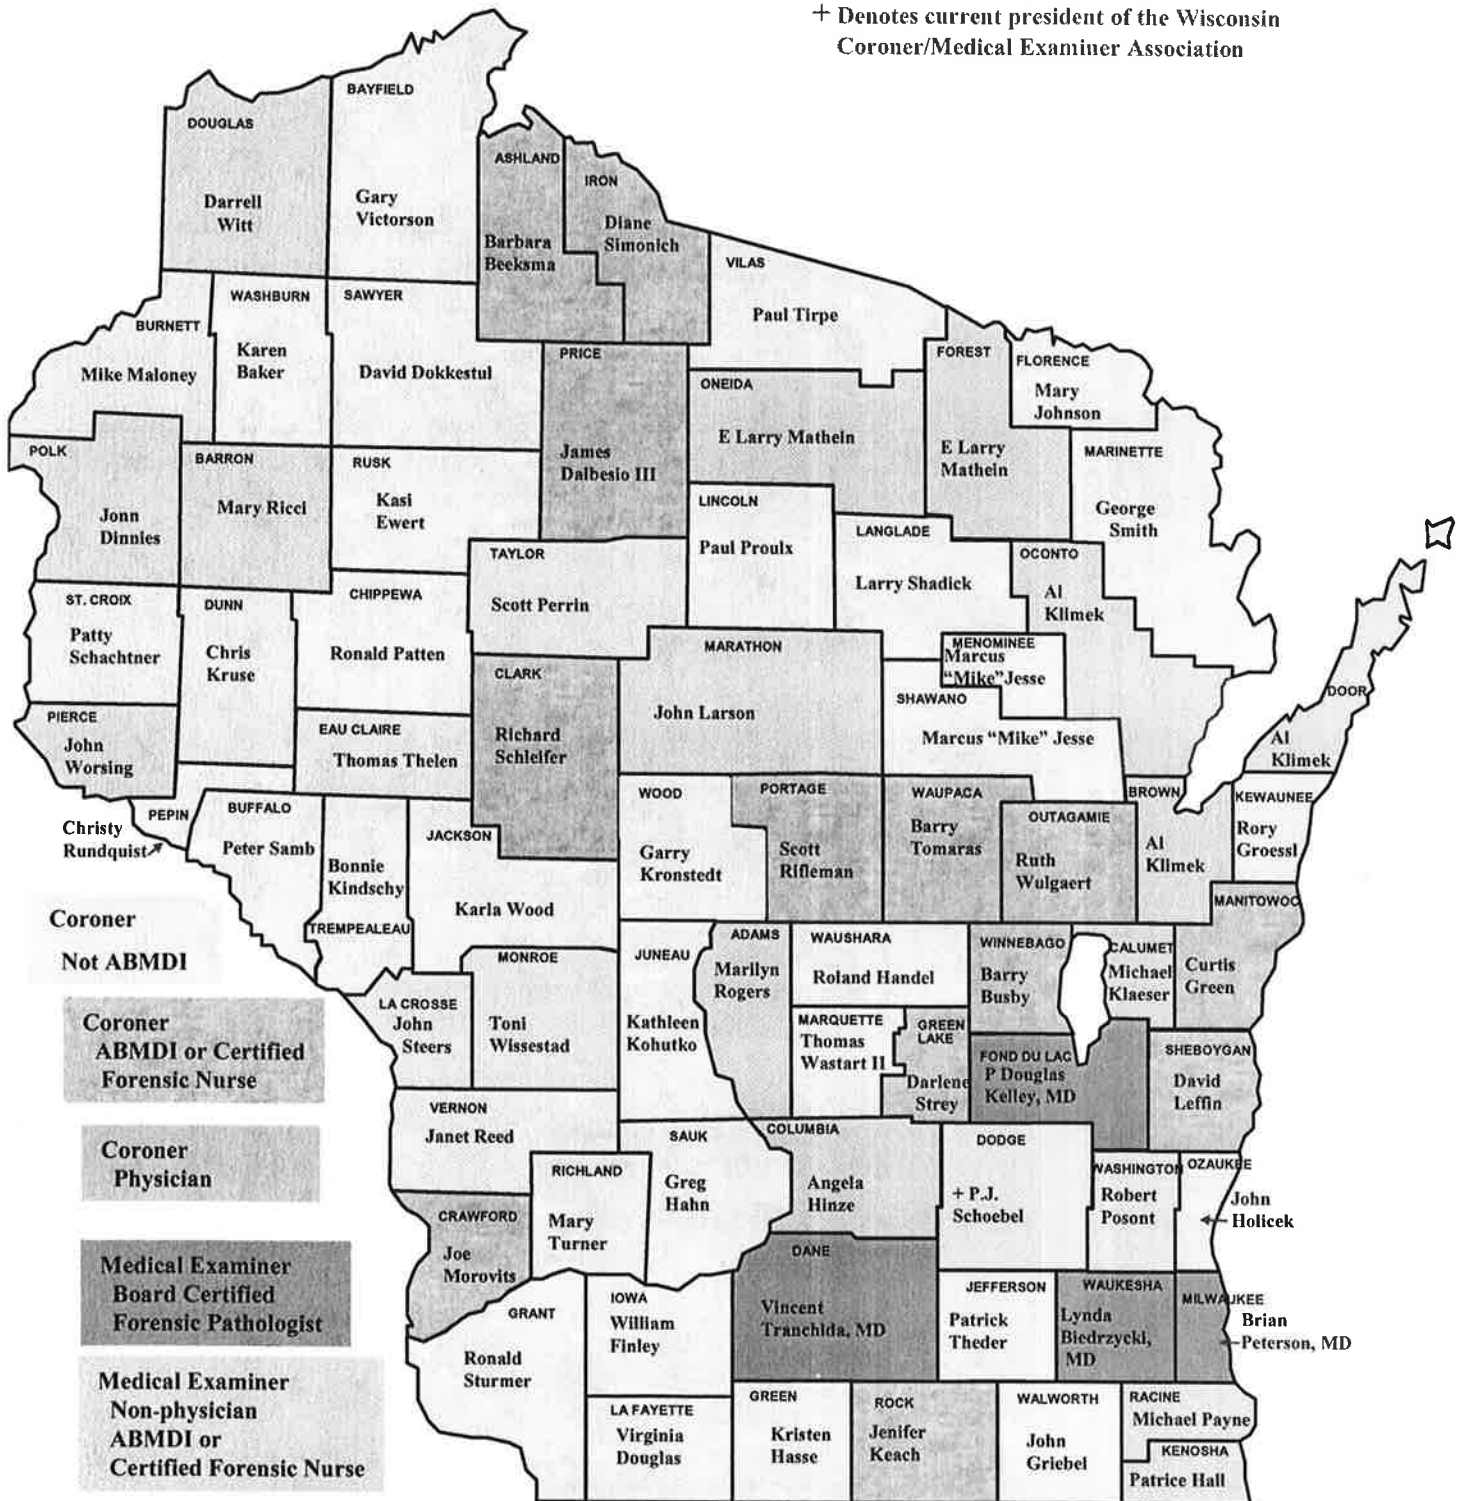 + Denotes current president of the Wisconsin
Coroner/Medical Examiner Association
BAYFIELD
Gary
Victorson
DOUGLAS
Darrell
Witt
ASHLAND
Barbara
Beeksma
IRON
Diane
Simonich
VILAS
Paul Tirpe
BURNETT
Mike Maloney
WASHBURN
Karen
Baker
SAWYER
David Dokkestul
PRICE
James
Dalbesio III
ONEIDA
E Larry Mathein
FOREST
E Larry
Mathein
FLORENCE
Mary
Johnson
MARINETTE
George
Smith
POLK
Jonn
Dinnies
BARRON
Mary Ricci
RUSK
Kasi
Ewert
LINCOLN
Paul Proulx
LANGLADE
Larry Shadick
OCONTO
Al
Klimek
TAYLOR
Scott Perrin
ST. CROIX
Patty
Schachtner
DUNN
Chris
Kruse
CHIPPEWA
Ronald Patten
MARATHON
John Larson
MENOMINEE
Marcus
“Mike”Jesse
SHAWANO
Marcus “Mike” Jesse
CLARK
Richard
Schleifer
DOOR
Al
Klimek
PIERCE
John
Worsing
EAU CLAIRE
Thomas Thelen
WOOD
Garry
Kronstedt
PORTAGE
Scott
Rifleman
WAUPACA
Barry
Tomaras
OUTAGAMIE
Ruth
Wulgaert
BROWN
Al
Klimek
KEWAUNEE
Rory
Groessl
PEPIN
Christy
Rundquist
BUFFALO
Peter Samb
Bonnie
Kindschy
TREMPEALEAU
JACKSON
Karla Wood
MANITOWOC
Curtis
Green
JUNEAU
Kathleen
Kohutko
ADAMS
Marilyn
Rogers
WAUSHARA
Roland Handel
WINNEBAGO
Barry
Busby
CALUMET
Michael
Klaeser
LA CROSSE
John
Steers
MONROE
Toni
Wissestad
MARQUETTE
Thomas
Wastart II
GREEN
LAKE
Darlene
Strey
FOND DU LAC
P Douglas
Kelley, MD
SHEBOYGAN
David
Leffin
VERNON
Janet Reed
SAUK
Greg
Hahn
COLUMBIA
Angela
Hinze
DODGE
+ P.J.
Schoebel
WASHINGTON
Robert
Posont
OZAUKEE
John
Holicek
RICHLAND
Mary
Turner
CRAWFORD
Joe
Morovits
GRANT
Ronald
Sturmer
IOWA
William
Finley
DANE
Vincent
Tranchida, MD
JEFFERSON
Patrick
Theder
WAUKESHA
Lynda
Biedrzycki,
MD
MILWAUKEE
Brian
Peterson, MD
LA FAYETTE
Virginia
Douglas
GREEN
Kristen
Hasse
ROCK
Jenifer
Keach
WALWORTH
John
Griebel
RACINE
Michael Payne
KENOSHA
Patrice Hall
Coroner
Not ABMDI
Coroner
ABMDI or Certified
Forensic Nurse
Coroner
Physician
Medical Examiner
Board Certified
Forensic Pathologist
Medical Examiner
Non-physician
ABMDI or
Certified Forensic Nurse